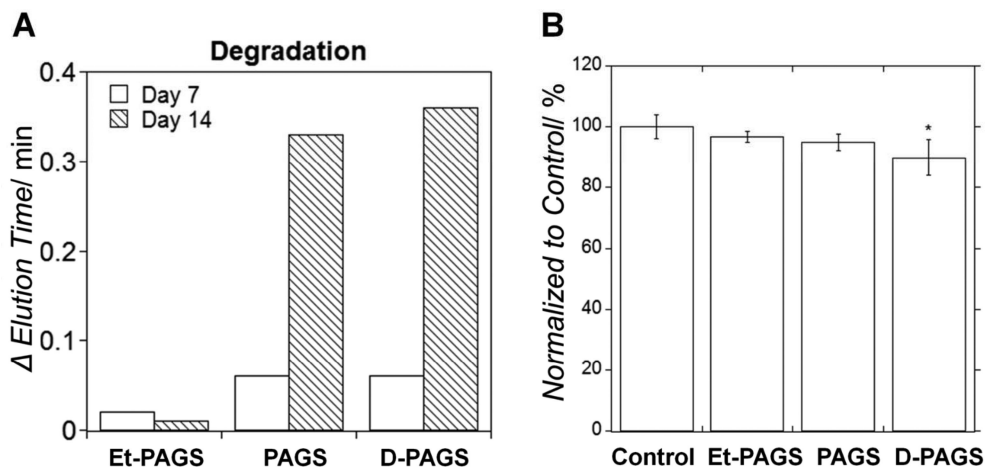 A
Degradation
Δ Elution Time/ min
0.4
0.3
0.2
0.1
0
Day 7
Day 14
Et-PAGS PAGS D-PAGS
B
Normalized to Control/ %
120
100
80
60
40
20
0
*
Control Et-PAGS PAGS D-PAGS